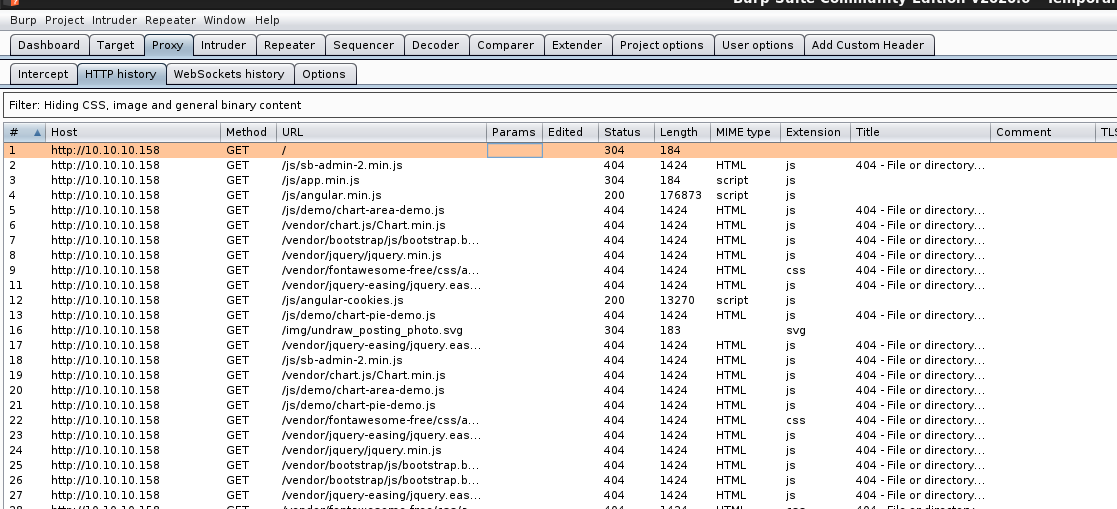 Burp Suite Community Edition v2020.6 - Temporar
Burp Project Intruder Repeater Window Help
Dashboard Target Proxy Intruder Repeater Sequencer Decoder Comparer Extender Project options User options Add Custom Header
Intercept HTTP history WebSockets history Options
Filter: Hiding CSS, image and general binary content
# Host Method URL Params Edited Status Length MIME type Extension Title Comment TLS
1 http://10.10.10.158 GET / 304 184
2 http://10.10.10.158 GET /js/sb-admin-2.min.js 404 1424 HTML js 404 - File or directory...
3 http://10.10.10.158 GET /js/app.min.js 304 184 script js
4 http://10.10.10.158 GET /js/angular.min.js 200 176873 script js
5 http://10.10.10.158 GET /js/demo/chart-area-demo.js 404 1424 HTML js 404 - File or directory...
6 http://10.10.10.158 GET /vendor/chart.js/Chart.min.js 404 1424 HTML js 404 - File or directory...
7 http://10.10.10.158 GET /vendor/bootstrap/js/bootstrap.b... 404 1424 HTML js 404 - File or directory...
8 http://10.10.10.158 GET /vendor/jquery/jquery.min.js 404 1424 HTML js 404 - File or directory...
9 http://10.10.10.158 GET /vendor/fontawesome-free/css/a... 404 1424 HTML css 404 - File or directory...
11 http://10.10.10.158 GET /vendor/jquery-easing/jquery.eas... 404 1424 HTML js 404 - File or directory...
12 http://10.10.10.158 GET /js/angular-cookies.js 200 13270 script js
13 http://10.10.10.158 GET /js/demo/chart-pie-demo.js 404 1424 HTML js 404 - File or directory...
16 http://10.10.10.158 GET /img/undraw_posting_photo.svg 304 183 svg
17 http://10.10.10.158 GET /vendor/jquery-easing/jquery.eas... 404 1424 HTML js 404 - File or directory...
18 http://10.10.10.158 GET /js/sb-admin-2.min.js 404 1424 HTML js 404 - File or directory...
19 http://10.10.10.158 GET /vendor/chart.js/Chart.min.js 404 1424 HTML js 404 - File or directory...
20 http://10.10.10.158 GET /js/demo/chart-area-demo.js 404 1424 HTML js 404 - File or directory...
21 http://10.10.10.158 GET /js/demo/chart-pie-demo.js 404 1424 HTML js 404 - File or directory...
22 http://10.10.10.158 GET /vendor/fontawesome-free/css/a... 404 1424 HTML css 404 - File or directory...
23 http://10.10.10.158 GET /vendor/jquery-easing/jquery.eas... 404 1424 HTML js 404 - File or directory...
24 http://10.10.10.158 GET /vendor/jquery/jquery.min.js 404 1424 HTML js 404 - File or directory...
25 http://10.10.10.158 GET /vendor/bootstrap/js/bootstrap.b... 404 1424 HTML js 404 - File or directory...
26 http://10.10.10.158 GET /vendor/bootstrap/js/bootstrap.b... 404 1424 HTML js 404 - File or directory...
27 http://10.10.10.158 GET /vendor/jquery-easing/jquery.eas... 404 1424 HTML js 404 - File or directory...